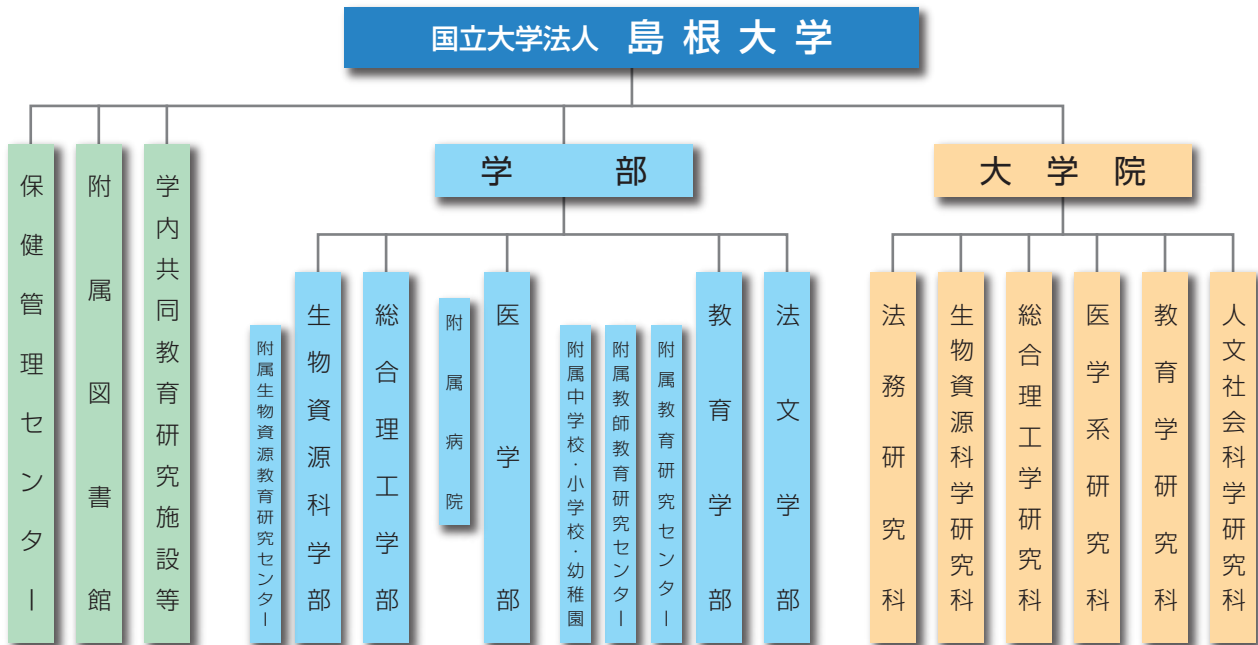 国立大学法人 島根大学
学部
大学院
保健管理センター
附属図書館
学内共同教育研究施設等
附属生物資源教育研究センター
生物資源科学部
総合理工学部
附属病院
医学部
附属中学校・小学校・幼稚園
附属教師教育研究センター
附属教育研究センター
教育学部
法文学部
法務研究科
生物資源科学研究科
総合理工学研究科
医学系研究科
教育学研究科
人文社会科学研究科